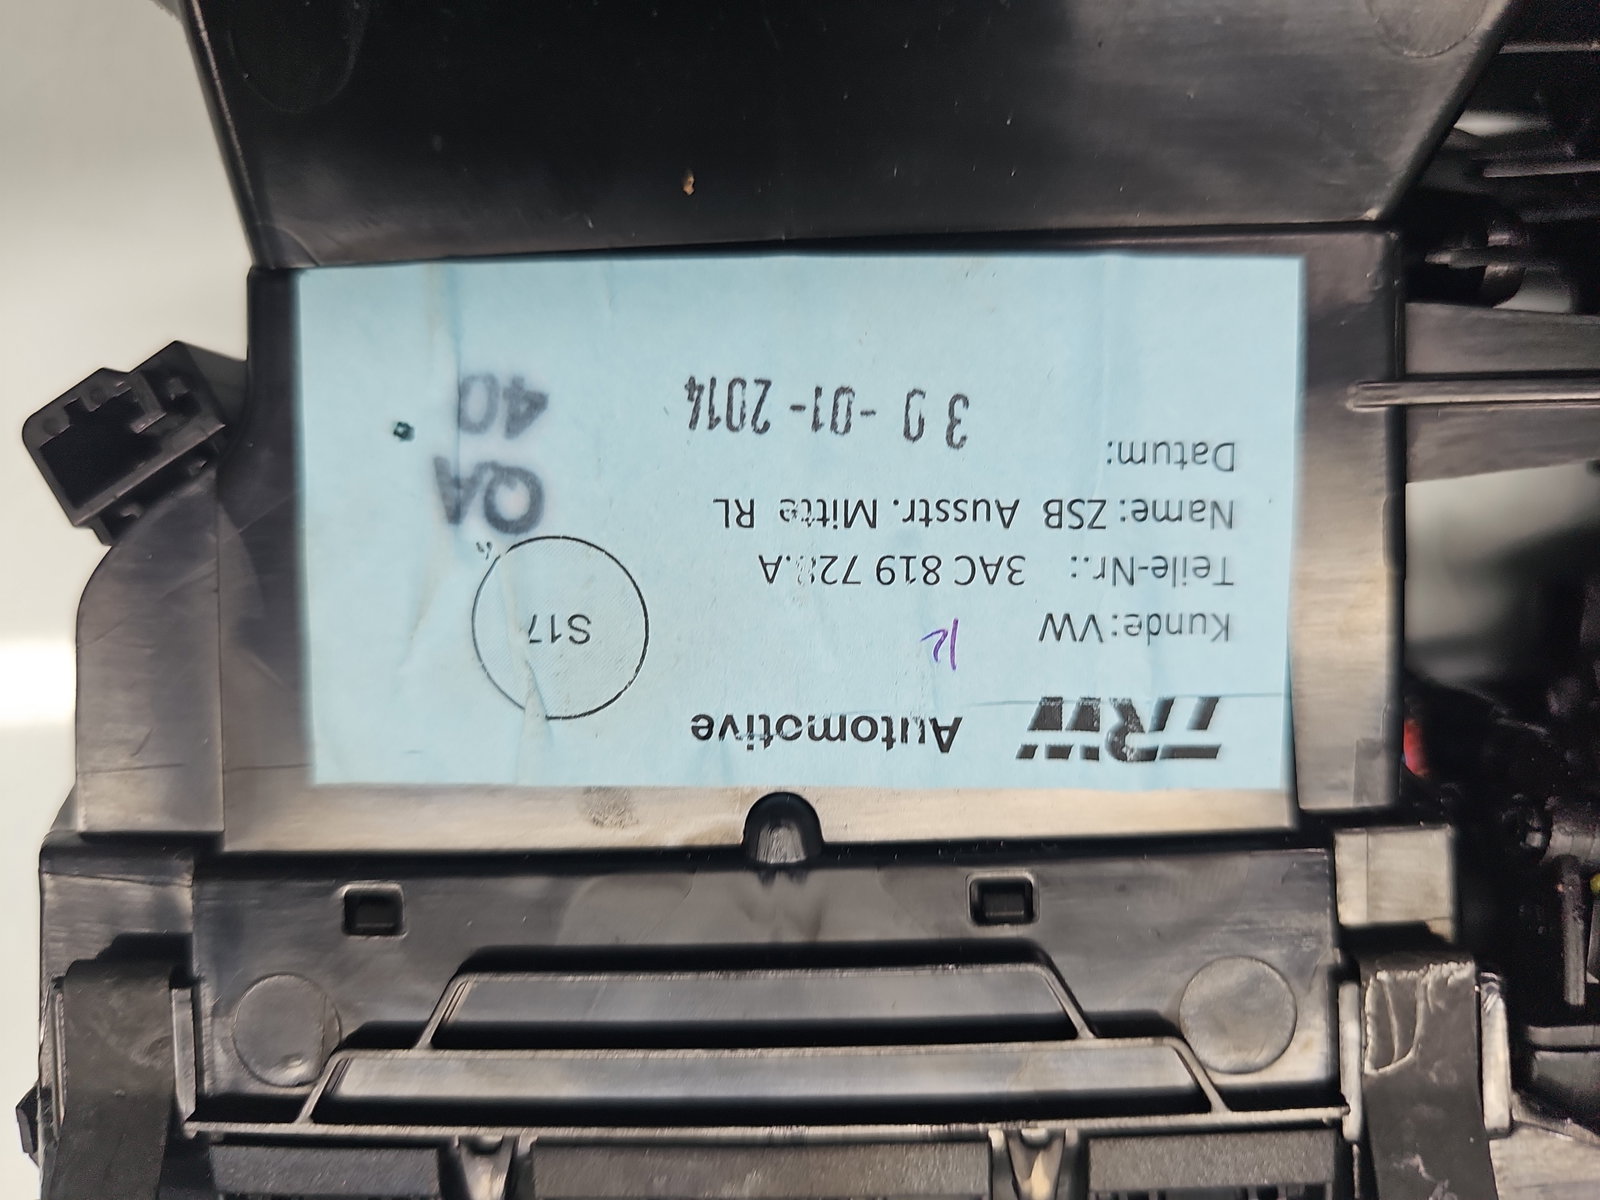 TRW Automotive
Kunde: VW
Teile-Nr.: 3AC 819 728.A
S17
Name: ZSB Ausstr. Mitte RL
Datum: 30-01-2014
QA
40